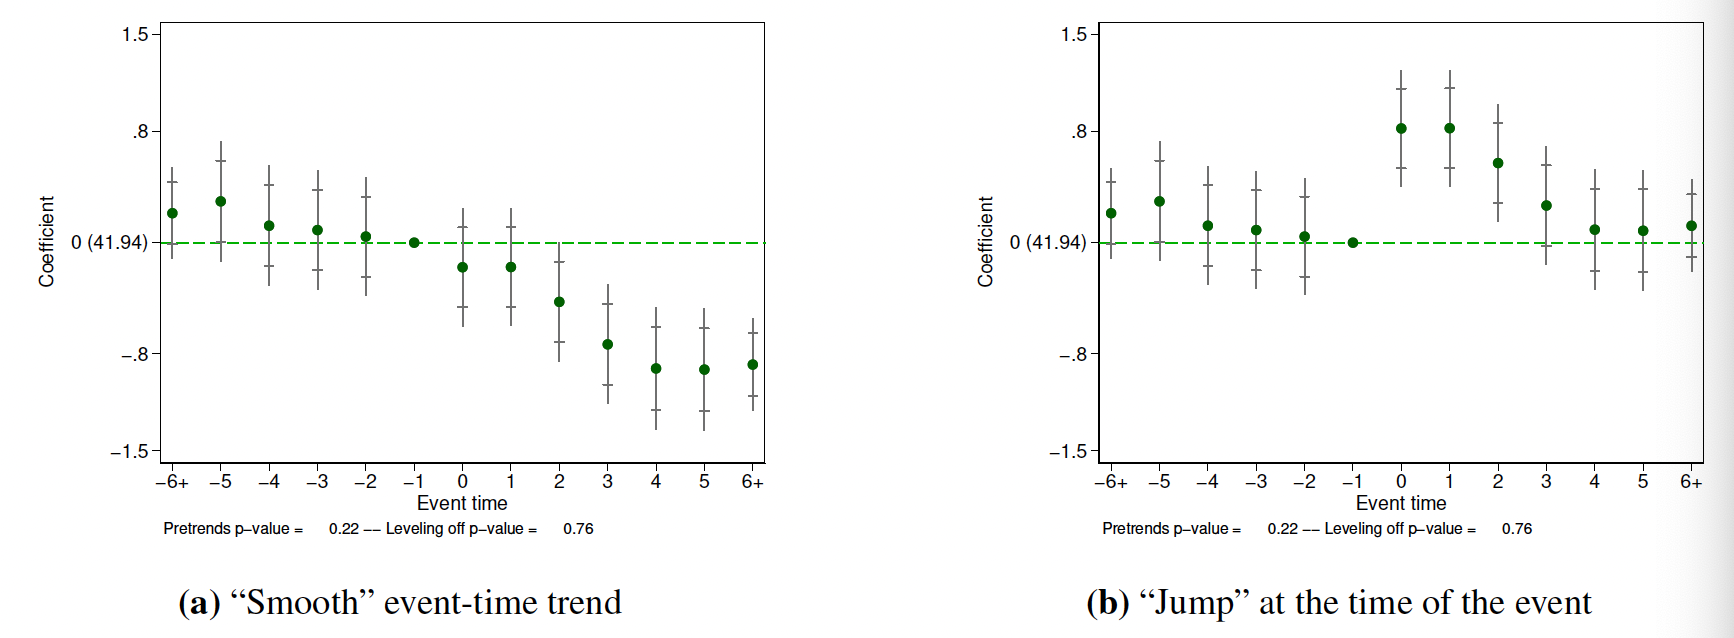 1.5
.8
0 (41.94)
−.8
−1.5
Coefficient
−6+ −5 −4 −3 −2 −1 0 1 2 3 4 5 6+
Event time
Pretrends p−value = 0.22 −− Leveling off p−value = 0.76
(a) “Smooth” event-time trend
1.5
.8
0 (41.94)
−.8
−1.5
Coefficient
−6+ −5 −4 −3 −2 −1 0 1 2 3 4 5 6+
Event time
Pretrends p−value = 0.22 −− Leveling off p−value = 0.76
(b) “Jump” at the time of the event